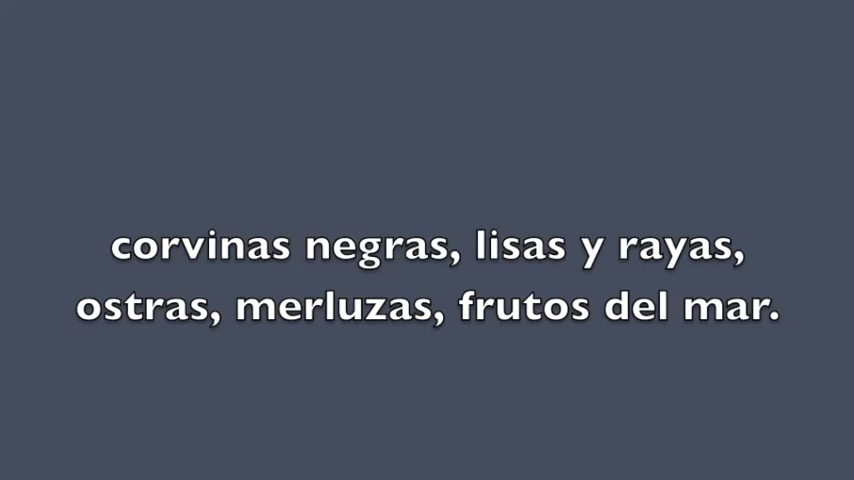 corvinas negras, lisas y rayas,
ostras, merluzas, frutos del mar.